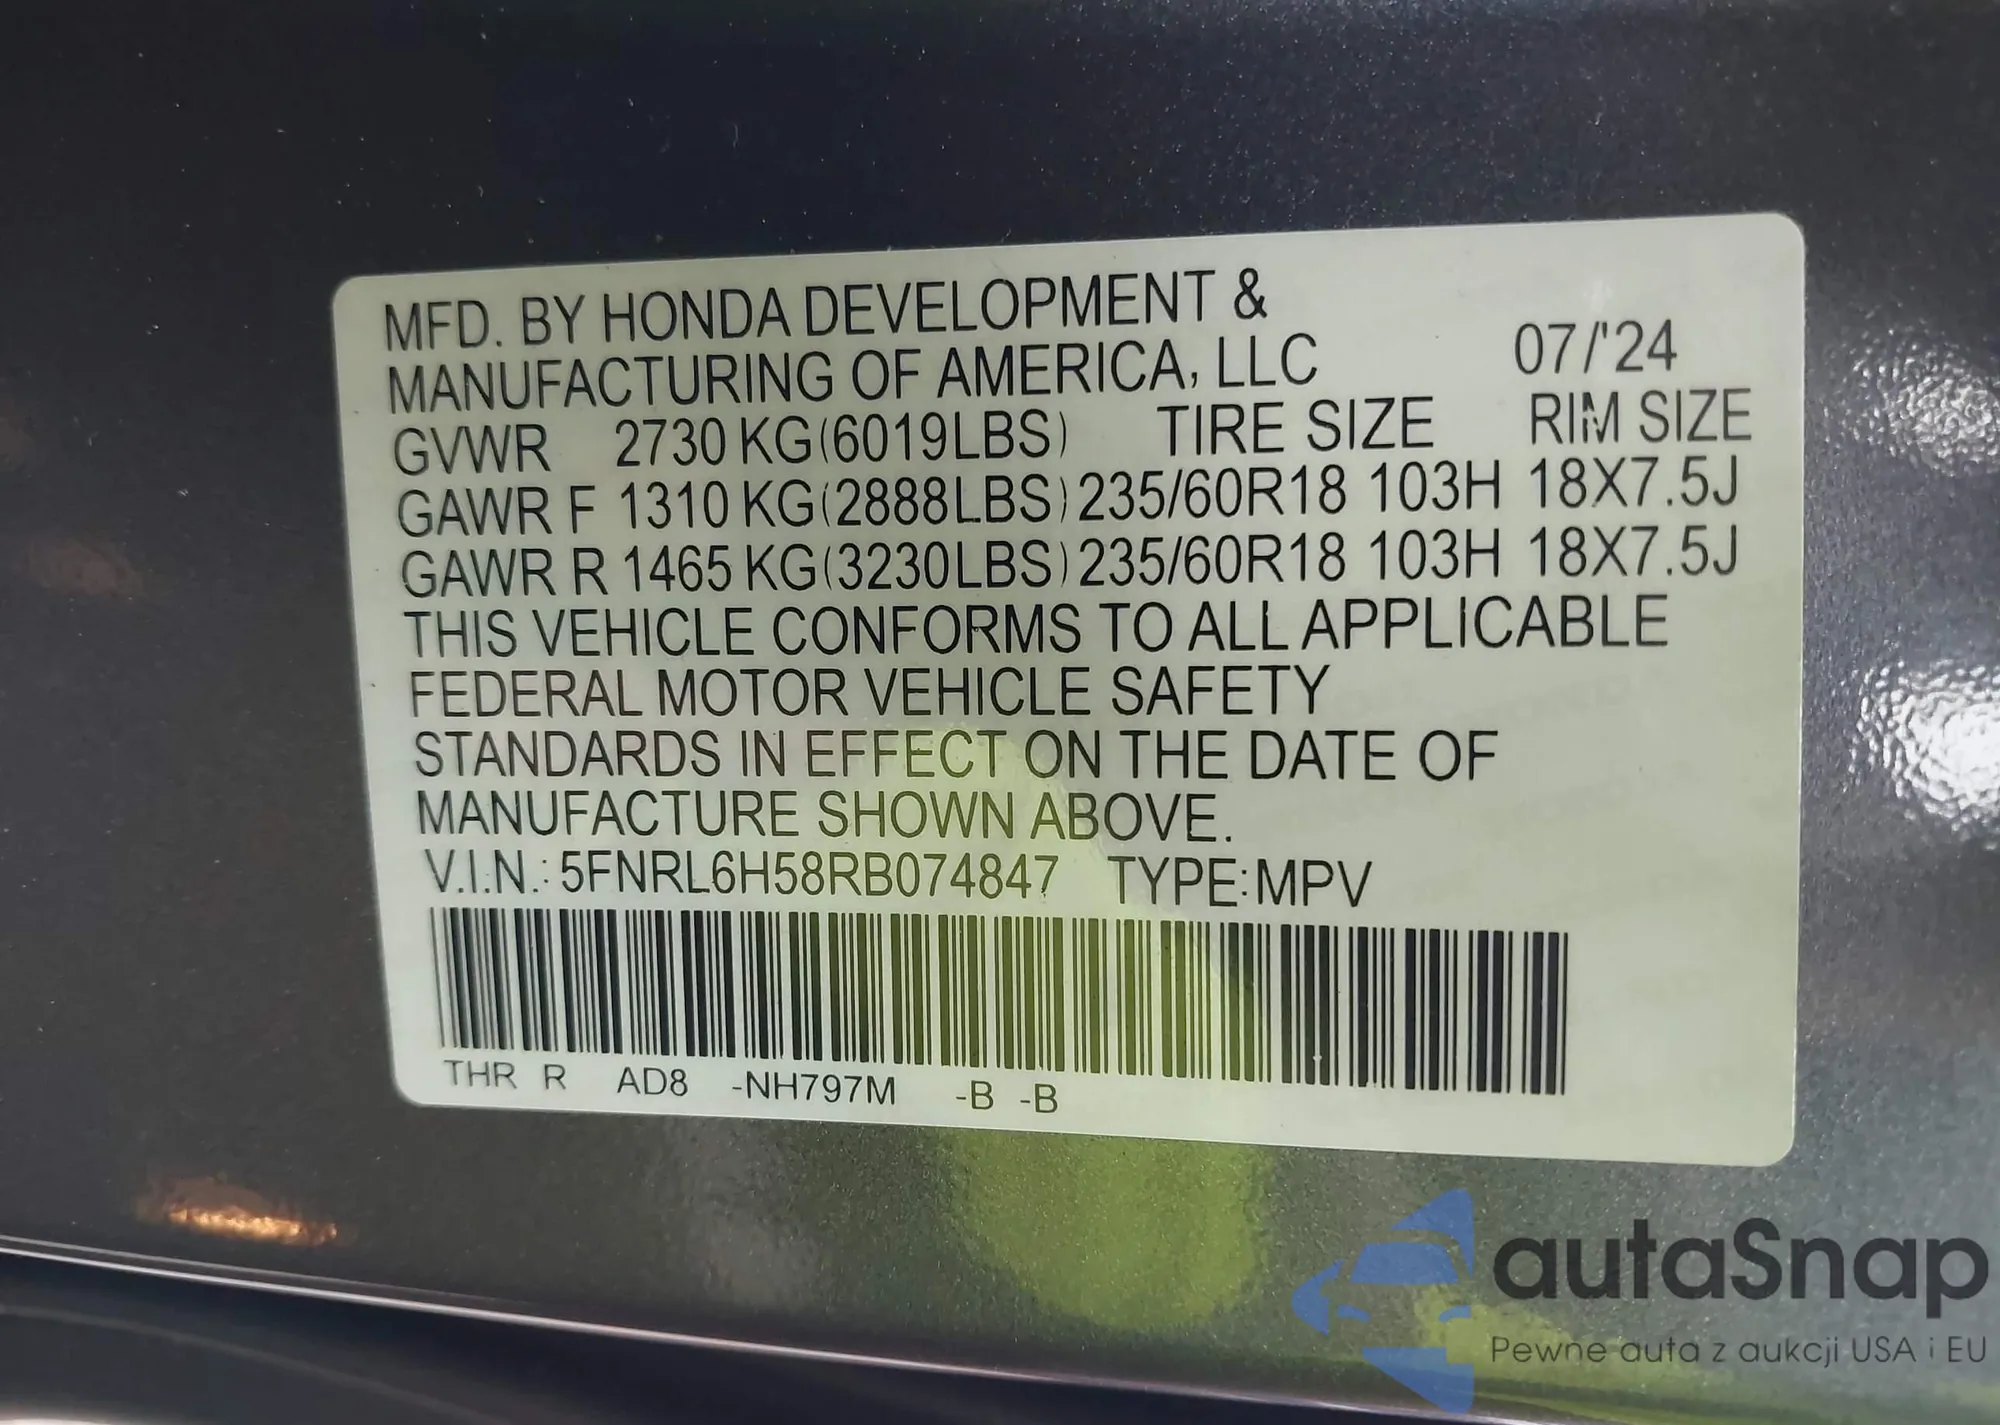 MFD. BY HONDA DEVELOPMENT &
MANUFACTURING OF AMERICA, LLC 07/'24
GVWR 2730 KG(6019LBS) TIRE SIZE RIM SIZE
GAWR F 1310 KG(2888LBS) 235/60R18 103H 18X7.5J
GAWR R 1465 KG(3230LBS) 235/60R18 103H 18X7.5J
THIS VEHICLE CONFORMS TO ALL APPLICABLE
FEDERAL MOTOR VEHICLE SAFETY
STANDARDS IN EFFECT ON THE DATE OF
MANUFACTURE SHOWN ABOVE.
V.I.N.: 5FNRL6H58RB074847 TYPE:MPV
THR R AD8 -NH797M -B -B
autaSnap
Pewne auta z aukcji USA i EU